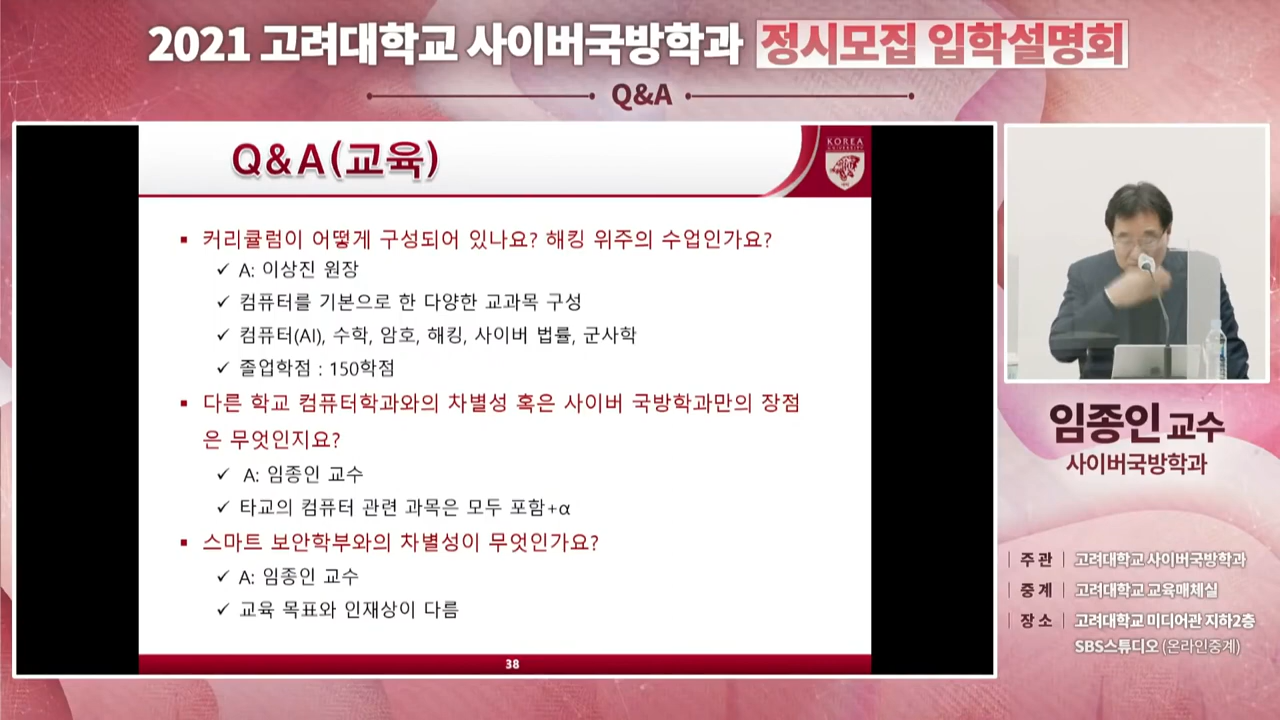 2021 고려대학교 사이버국방학과 정시모집 입학설명회
Q&A
Q&A(교육)
KOREA
UNIVERSITY
▪ 커리큘럼이 어떻게 구성되어 있나요? 해킹 위주의 수업인가요?
✓ A: 이상진 원장
✓ 컴퓨터를 기본으로 한 다양한 교과목 구성
✓ 컴퓨터(AI), 수학, 암호, 해킹, 사이버 법률, 군사학
✓ 졸업학점 : 150학점
▪ 다른 학교 컴퓨터학과와의 차별성 혹은 사이버 국방학과만의 장점
은 무엇인지요?
✓ A: 임종인 교수
✓ 타교의 컴퓨터 관련 과목은 모두 포함+α
▪ 스마트 보안학부와의 차별성이 무엇인가요?
✓ A: 임종인 교수
✓ 교육 목표와 인재상이 다름
38
임종인 교수
사이버국방학과
| 주 관 | 고려대학교 사이버국방학과
| 중 계 | 고려대학교 교육매체실
| 장 소 | 고려대학교 미디어관 지하2층
SBS스튜디오 (온라인중계)